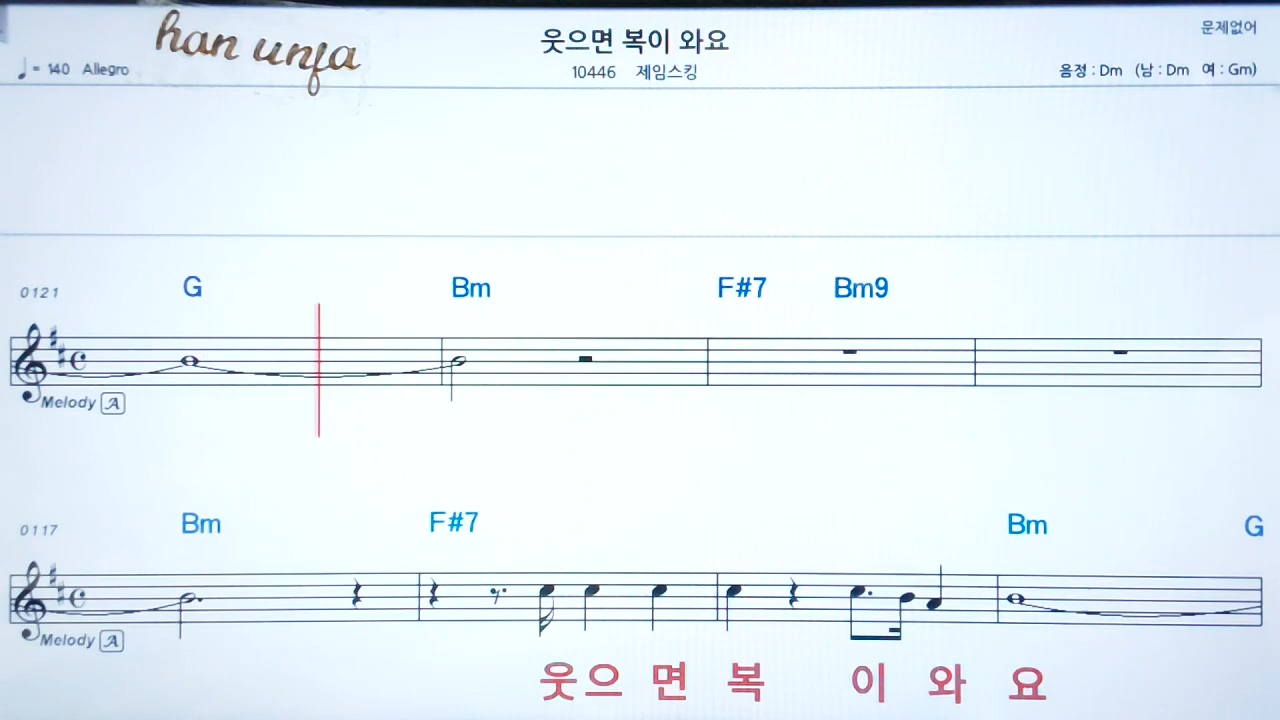 han unfa
웃으면 복이 와요
문제없어
♩= 140 Allegro
10446 제임스킹
음정 : Dm (남 : Dm 여 : Gm)
0121
G Bm F#7 Bm9
Melody A
0117
Bm F#7 Bm G
Melody A
웃으 면 복 이 와 요